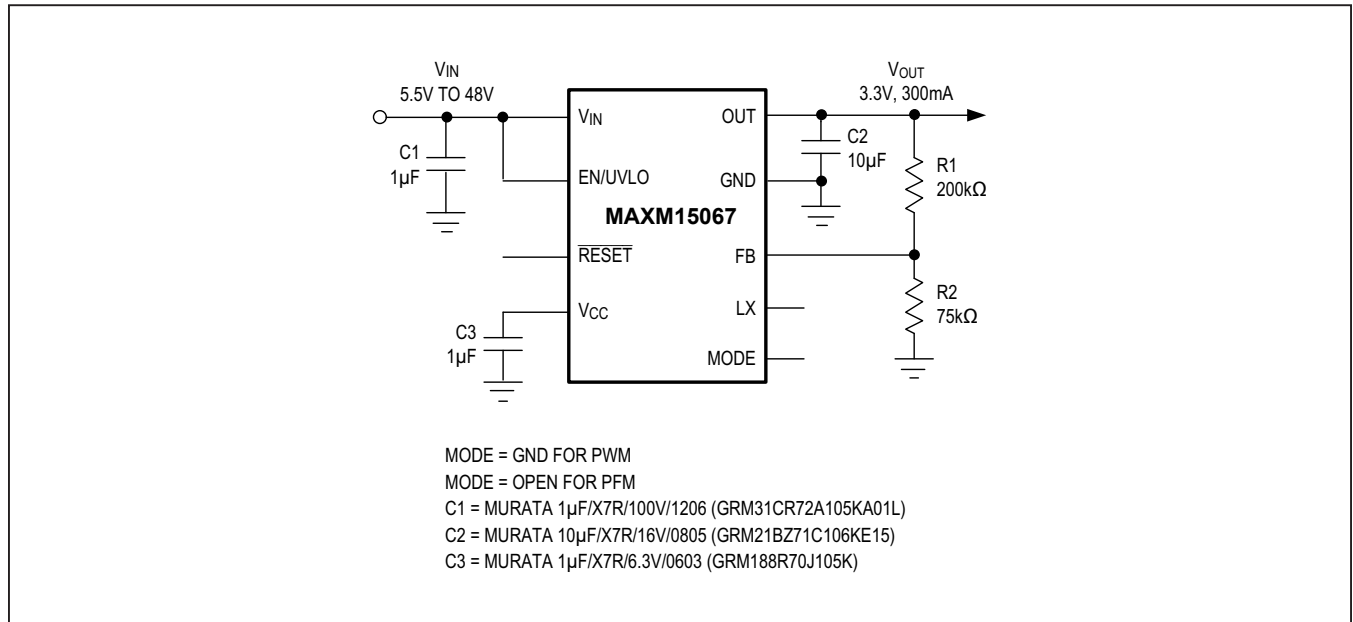 VIN
5.5V TO 48V
VOUT
3.3V, 300mA
VIN
OUT
C1
1µF
C2
10µF
R1
200kΩ
EN/UVLO
GND
MAXM15067
RESET
FB
R2
75kΩ
VCC
LX
C3
1µF
MODE
MODE = GND FOR PWM
MODE = OPEN FOR PFM
C1 = MURATA 1µF/X7R/100V/1206 (GRM31CR72A105KA01L)
C2 = MURATA 10µF/X7R/16V/0805 (GRM21BZ71C106KE15)
C3 = MURATA 1µF/X7R/6.3V/0603 (GRM188R70J105K)